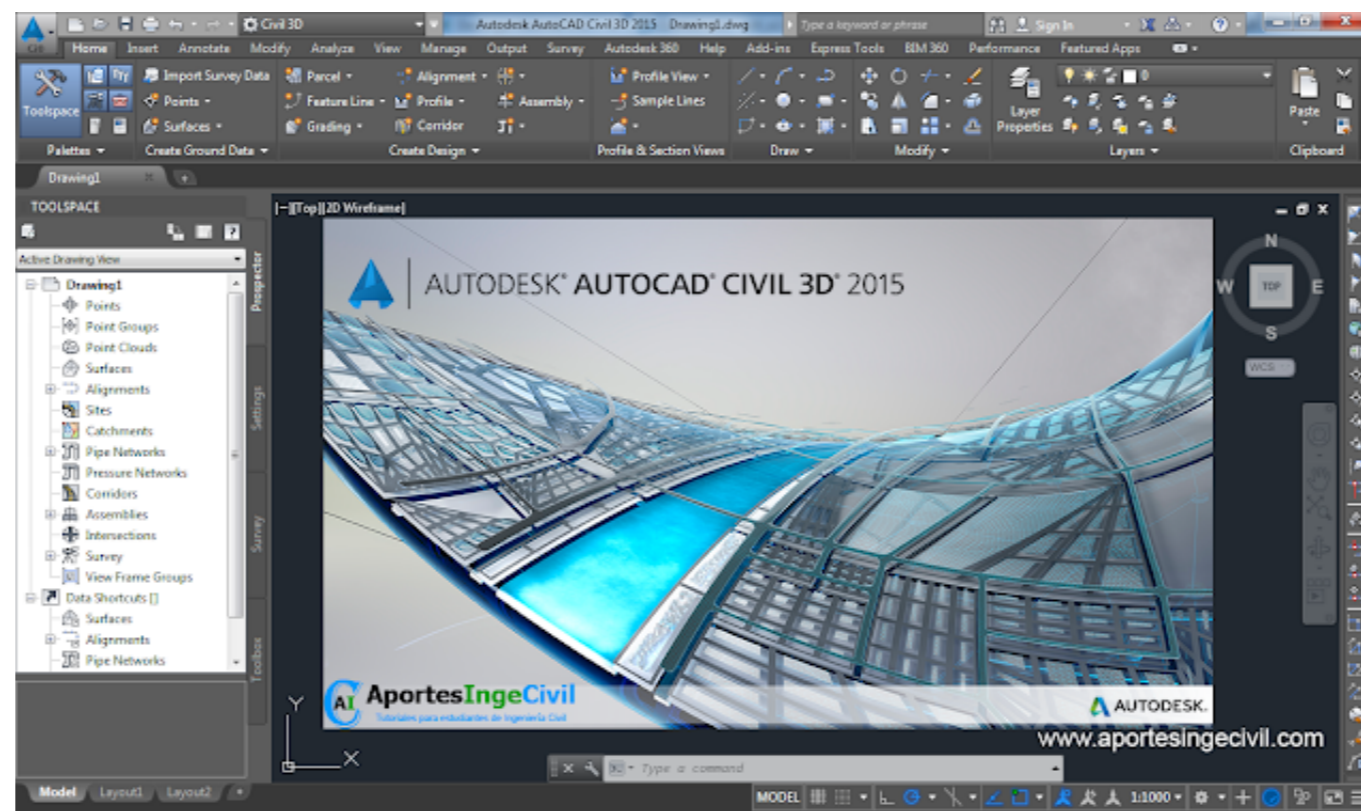 Civil 3D
Autodesk AutoCAD Civil 3D 2015 Drawing1.dwg
Type a keyword or phrase
Sign In
Home Insert Annotate Modify Analyze View Manage Output Survey Autodesk 360 Help Add-ins Express Tools BIM 360 Performance Featured Apps
Toolspace
Import Survey Data
Points
Surfaces
Parcel
Feature Line
Grading
Alignment
Profile
Corridor
Assembly
Profile View
Sample Lines
Layer
Properties
0
Paste
Palettes
Create Ground Data
Create Design
Profile & Section Views
Draw
Modify
Layers
Clipboard
Drawing1
TOOLSPACE
Active Drawing View
Drawing1
Points
Point Groups
Point Clouds
Surfaces
Alignments
Sites
Catchments
Pipe Networks
Pressure Networks
Corridors
Assemblies
Intersections
Survey
View Frame Groups
Data Shortcuts []
Surfaces
Alignments
Pipe Networks
Prospector
Settings
Survey
Toolbox
[−][Top][2D Wireframe]
AUTODESK® AUTOCAD® CIVIL 3D® 2015
N
W TOP E
S
WCS
AI AportesIngeCivil
Tutoriales para estudiantes de Ingeniería Civil
AUTODESK.
www.aportesingecivil.com
Y
X
Type a command
Model Layout1 Layout2 +
MODEL
1:1000